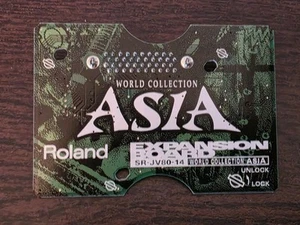 WORLD COLLECTION
ASIA
Roland
EXPANSION
BOARD
SR-JV80-14 WORLD COLLECTION ASIA
UNLOCK
LOCK